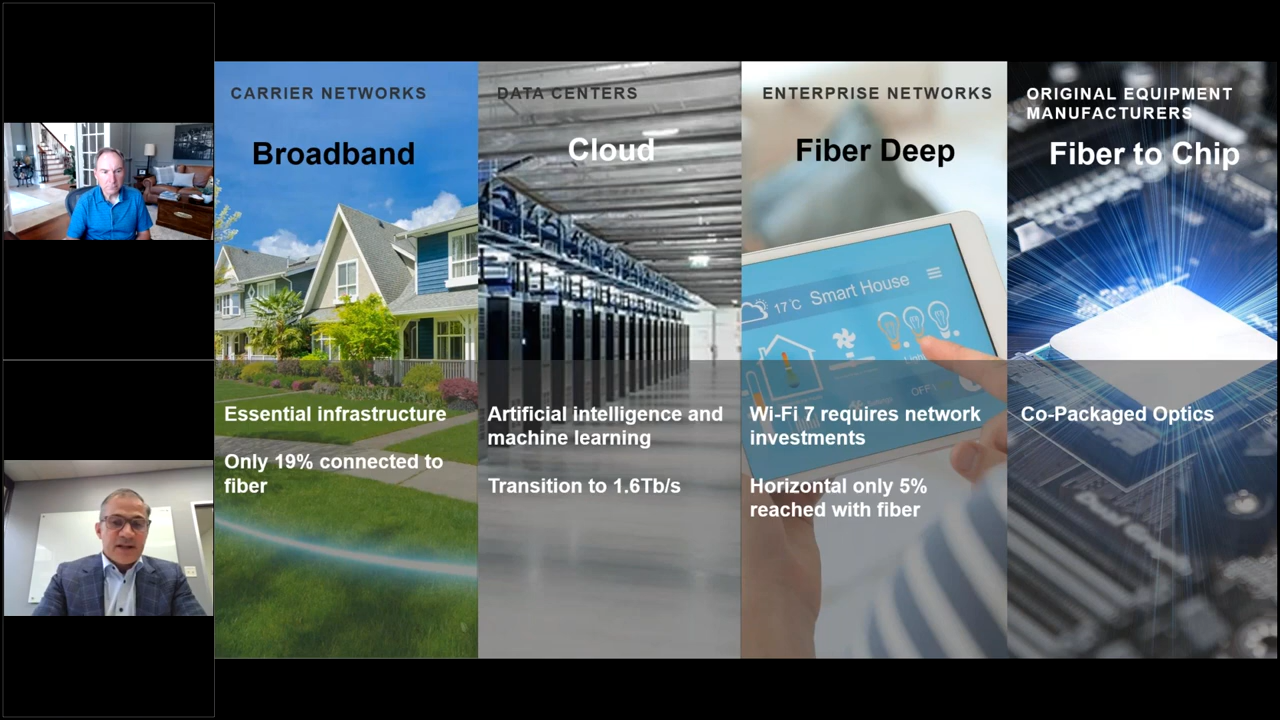 CARRIER NETWORKS
Broadband
Essential infrastructure
Only 19% connected to
fiber
DATA CENTERS
Cloud
Artificial intelligence and
machine learning
Transition to 1.6Tb/s
ENTERPRISE NETWORKS
Fiber Deep
17°C Smart House
OFF
Wi-Fi 7 requires network
investments
Horizontal only 5%
reached with fiber
ORIGINAL EQUIPMENT
MANUFACTURERS
Fiber to Chip
Co-Packaged Optics